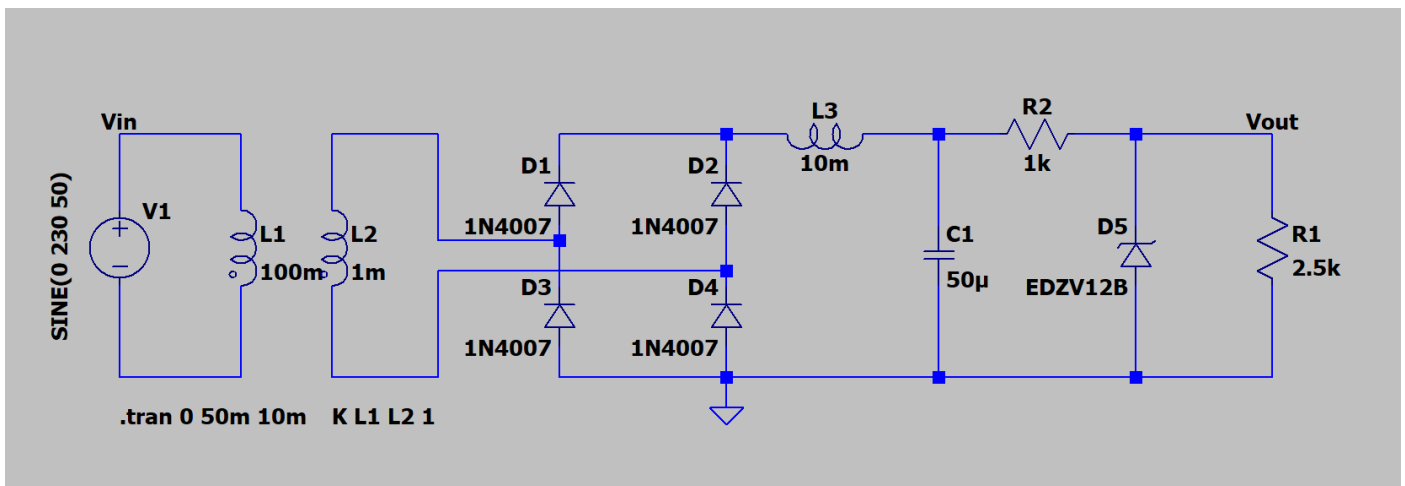 Vin
V1
SINE(0 230 50)
L1
100m
L2
1m
D1
1N4007
D2
1N4007
D3
1N4007
D4
1N4007
L3
10m
C1
50µ
R2
1k
D5
EDZV12B
Vout
R1
2.5k
.tran 0 50m 10m
K L1 L2 1